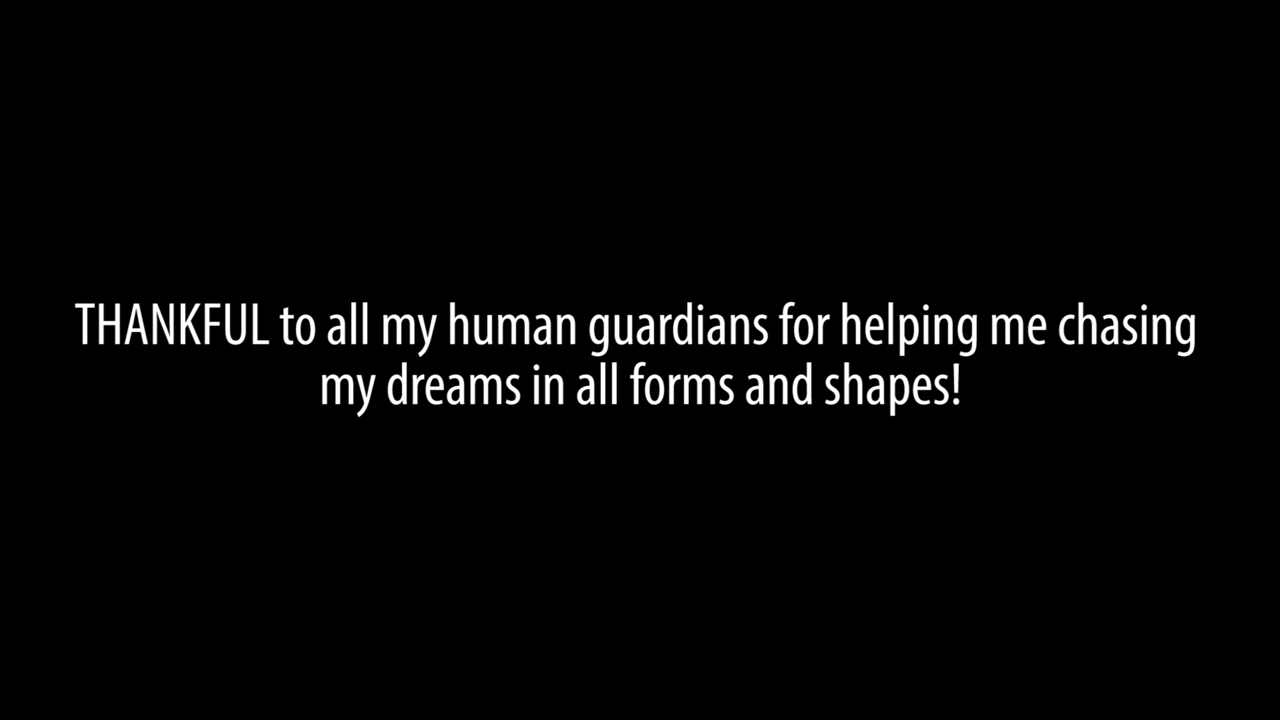 THANKFUL to all my human guardians for helping me chasing
my dreams in all forms and shapes!